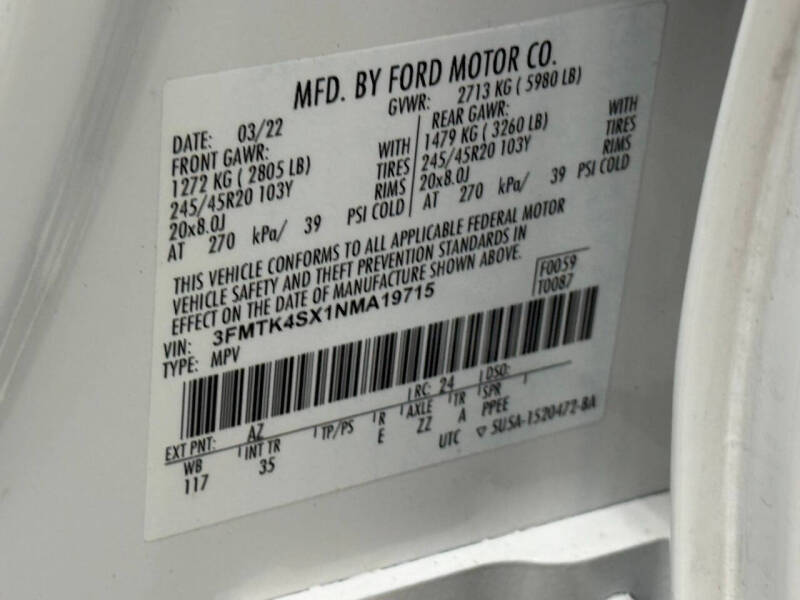 MFD. BY FORD MOTOR CO.
DATE: 03/22
GVWR: 2713 KG ( 5980 LB)
FRONT GAWR:
1272 KG ( 2805 LB) WITH
245/45R20 103Y TIRES
20x8.0J RIMS
AT 270 kPa/ 39 PSI COLD
REAR GAWR:
1479 KG ( 3260 LB) WITH
245/45R20 103Y TIRES
20x8.0J RIMS
AT 270 kPa/ 39 PSI COLD
THIS VEHICLE CONFORMS TO ALL APPLICABLE FEDERAL MOTOR
VEHICLE SAFETY AND THEFT PREVENTION STANDARDS IN
EFFECT ON THE DATE OF MANUFACTURE SHOWN ABOVE.
F0059
T0087
VIN: 3FMTK4SX1NMA19715
TYPE: MPV
EXT PNT: AZ RC: 24 DSO:
WB INT TR TP/PS R AXLE TR SPR
117 35 E ZZ A PPEE
UTC ▽ 5U5A-1520472-BA